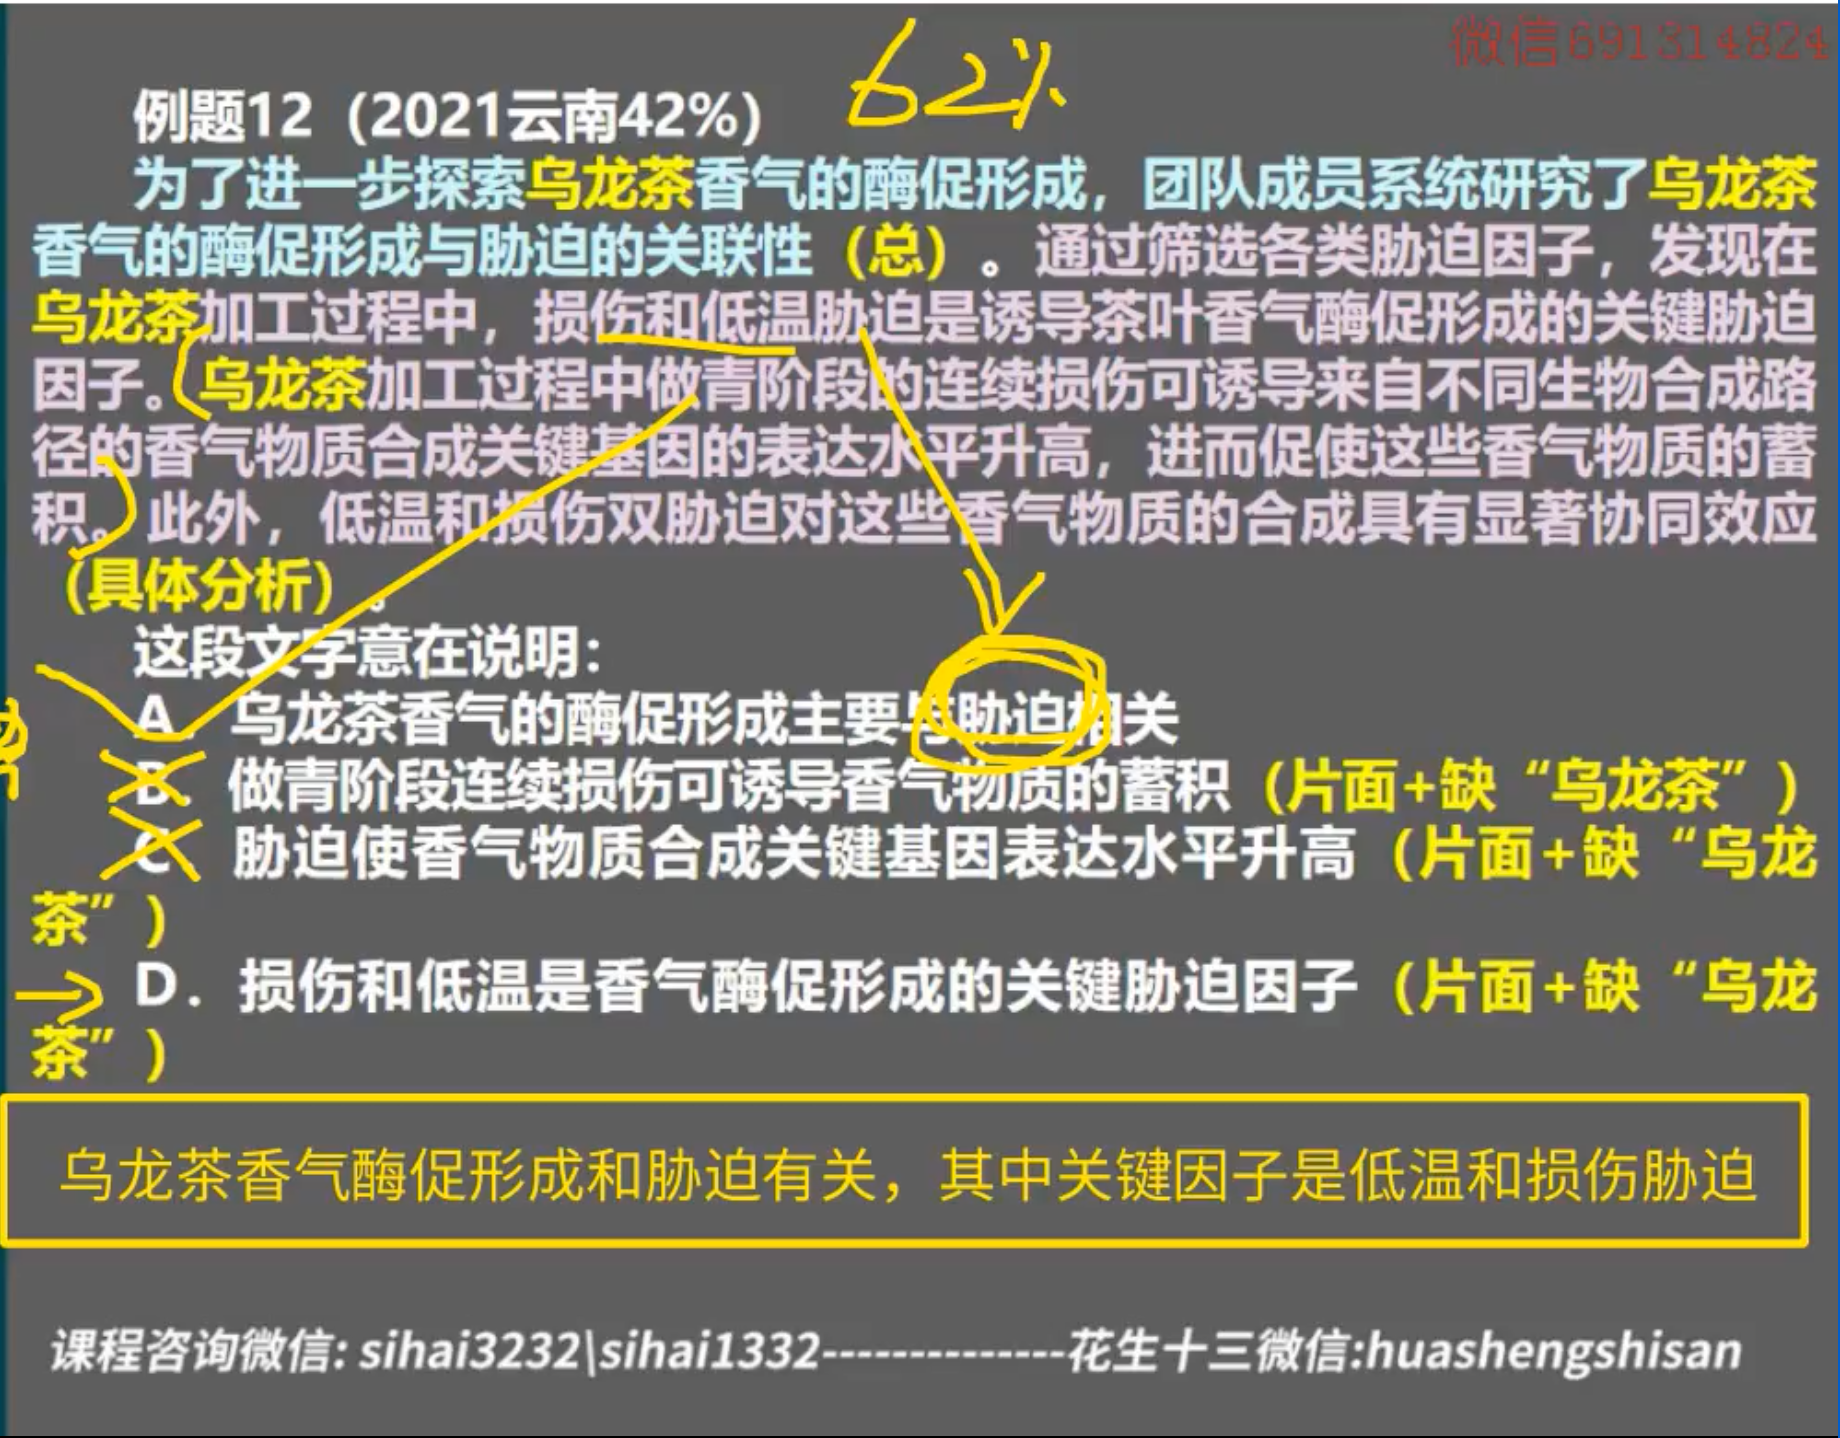 微信691314824
62%
例题12（2021云南42%）
为了进一步探索乌龙茶香气的酶促形成，团队成员系统研究了乌龙茶
香气的酶促形成与胁迫的关联性（总）。通过筛选各类胁迫因子，发现在
乌龙茶加工过程中，损伤和低温胁迫是诱导茶叶香气酶促形成的关键胁迫
因子。乌龙茶加工过程中做青阶段的连续损伤可诱导来自不同生物合成路
径的香气物质合成关键基因的表达水平升高，进而促使这些香气物质的蓄
积。此外，低温和损伤双胁迫对这些香气物质的合成具有显著协同效应
（具体分析）。
这段文字意在说明：
A．乌龙茶香气的酶促形成主要与胁迫相关
B．做青阶段连续损伤可诱导香气物质的蓄积（片面+缺“乌龙茶”）
C．胁迫使香气物质合成关键基因表达水平升高（片面+缺“乌龙
茶”）
D．损伤和低温是香气酶促形成的关键胁迫因子（片面+缺“乌龙
茶”）
乌龙茶香气酶促形成和胁迫有关，其中关键因子是低温和损伤胁迫
课程咨询微信: sihai3232\sihai1332--------------花生十三微信:huashengshisan